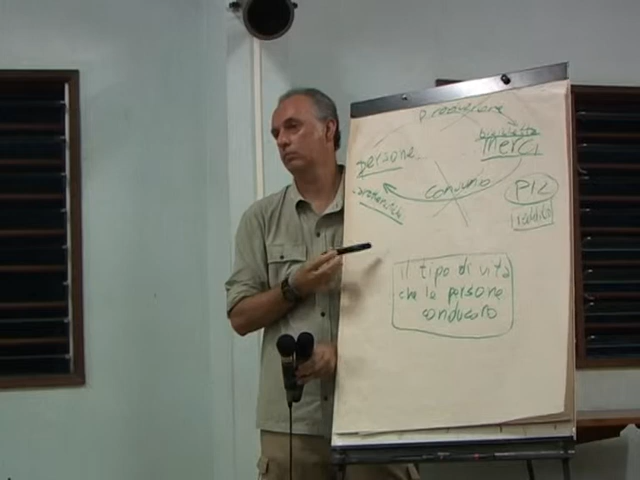 produzione
persone
merci
consumo
PIL
il tipo di vita
che le persone
conducono